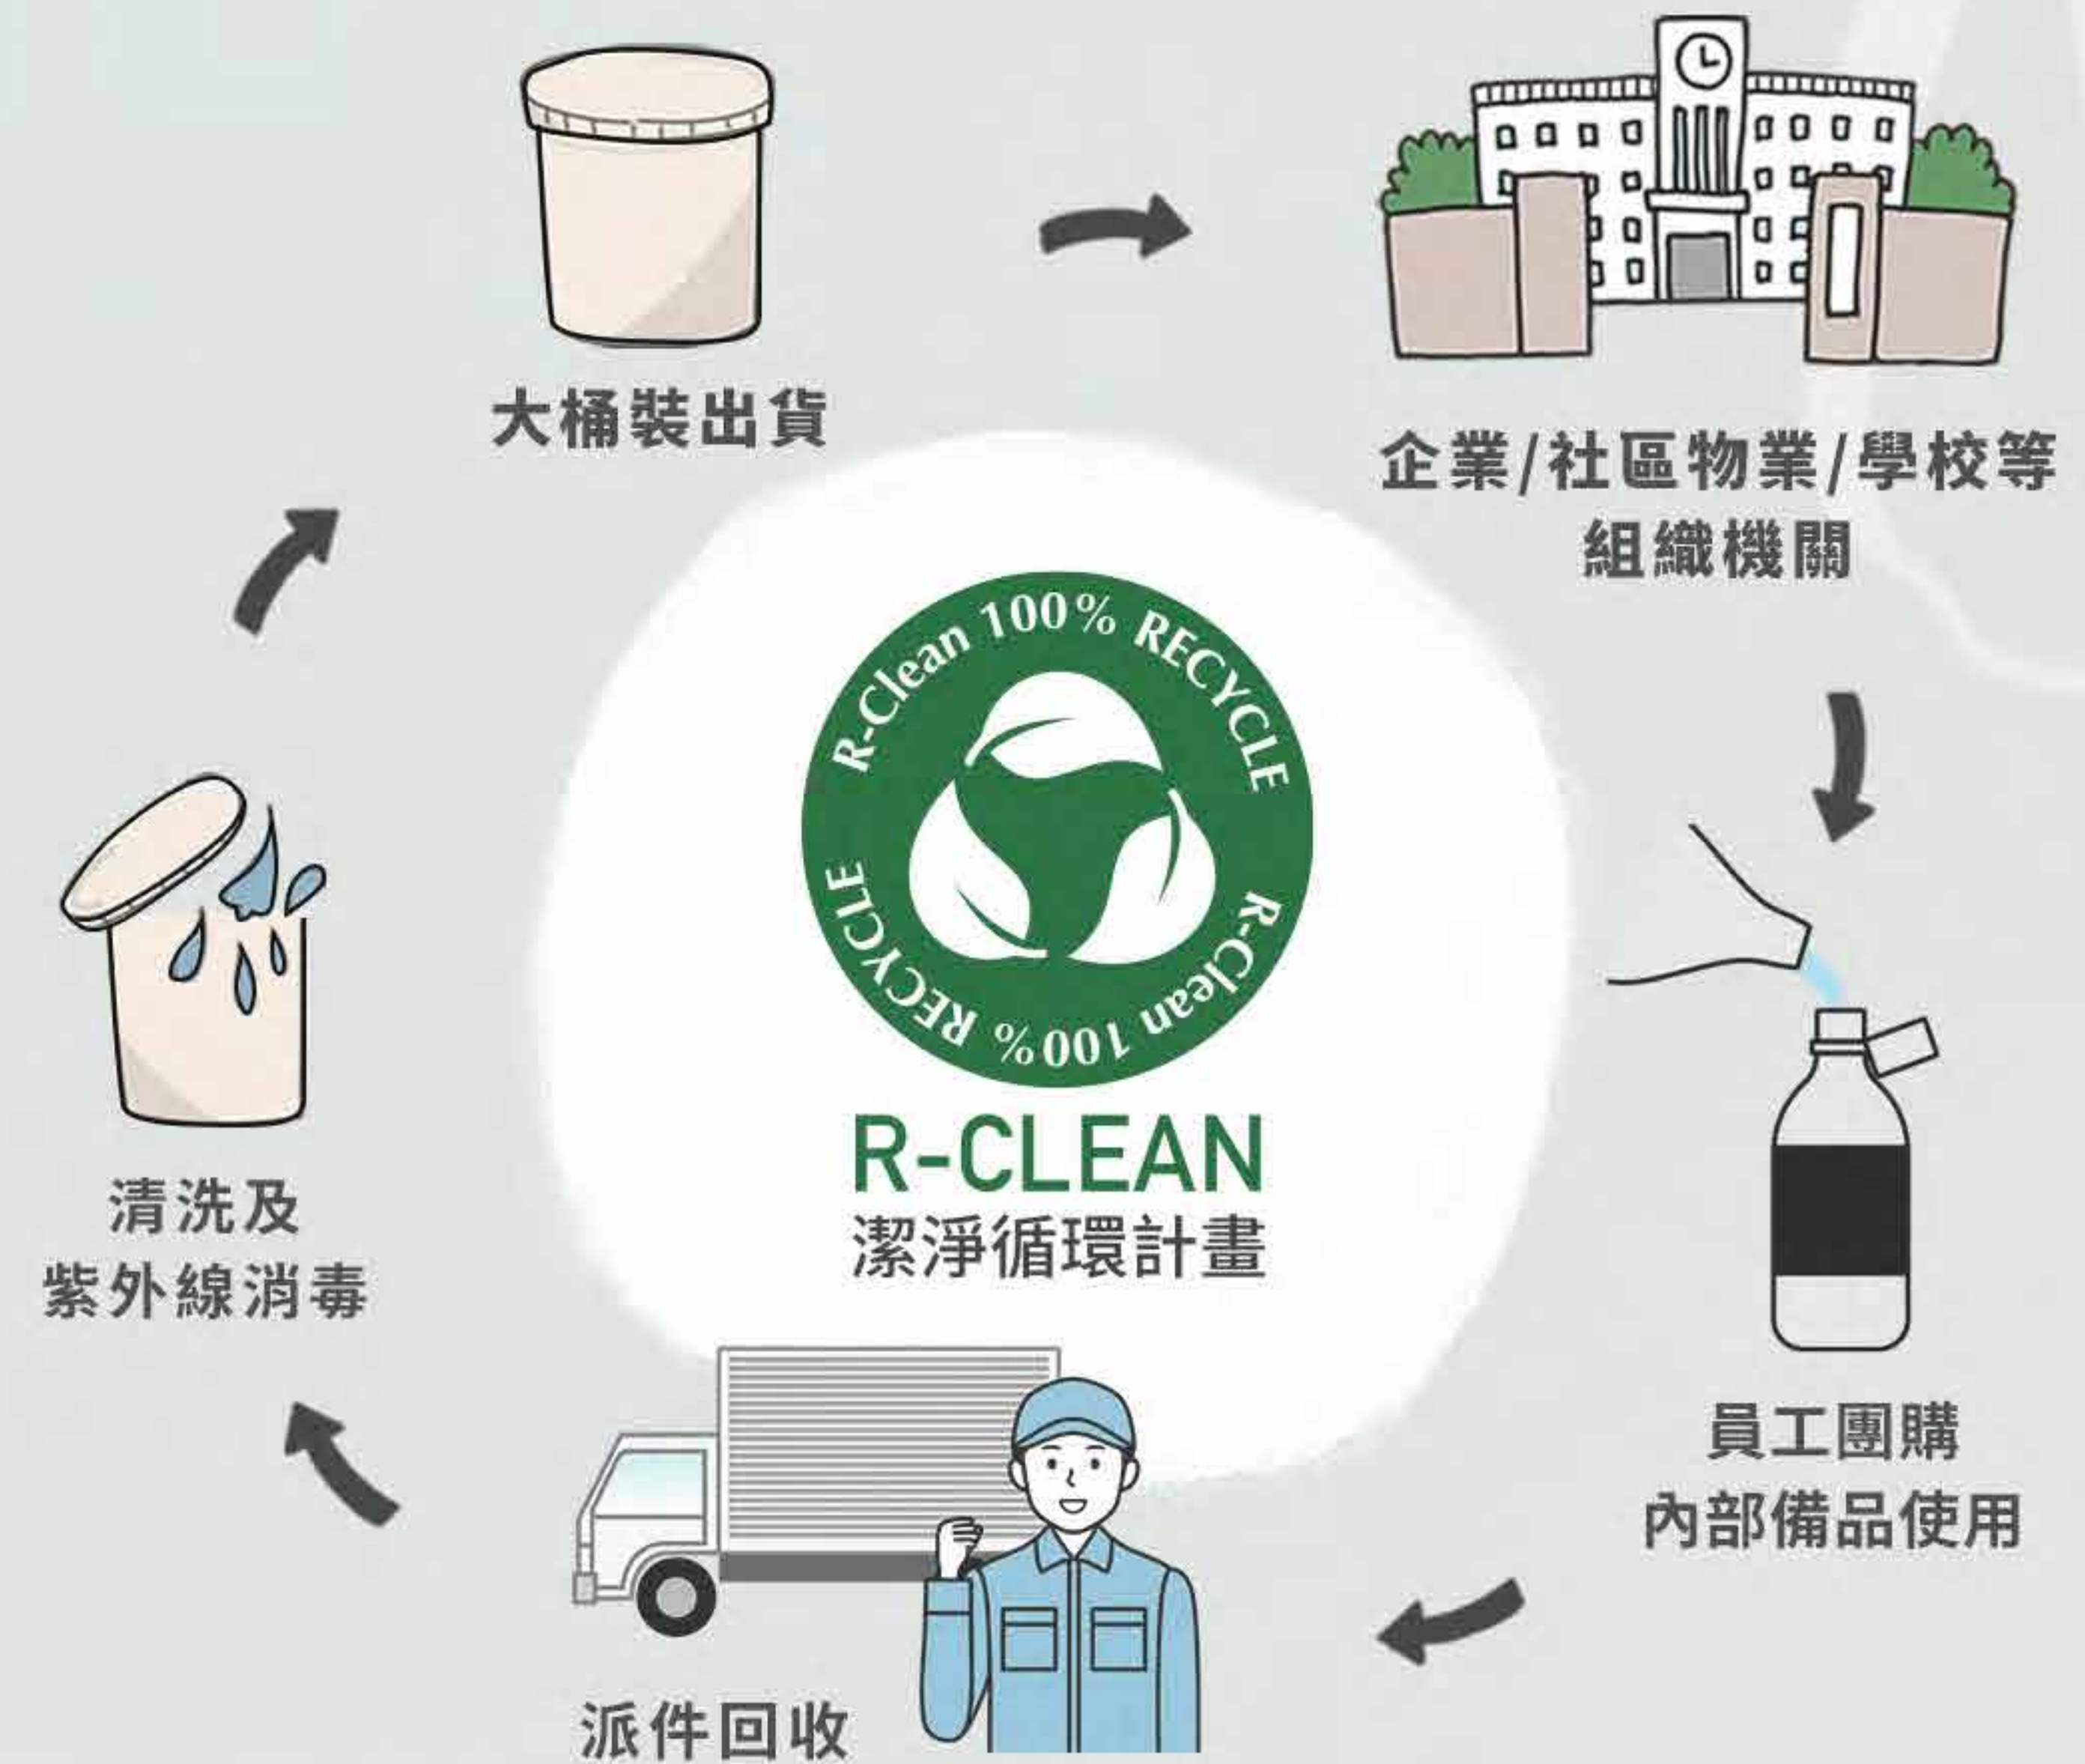 大桶裝出貨
企業/社區物業/學校等
組織機關
R-Clean 100% RECYCLE
R-Clean 100% RECYCLE
R-CLEAN
潔淨循環計畫
清洗及
紫外線消毒
員工團購
內部備品使用
派件回收